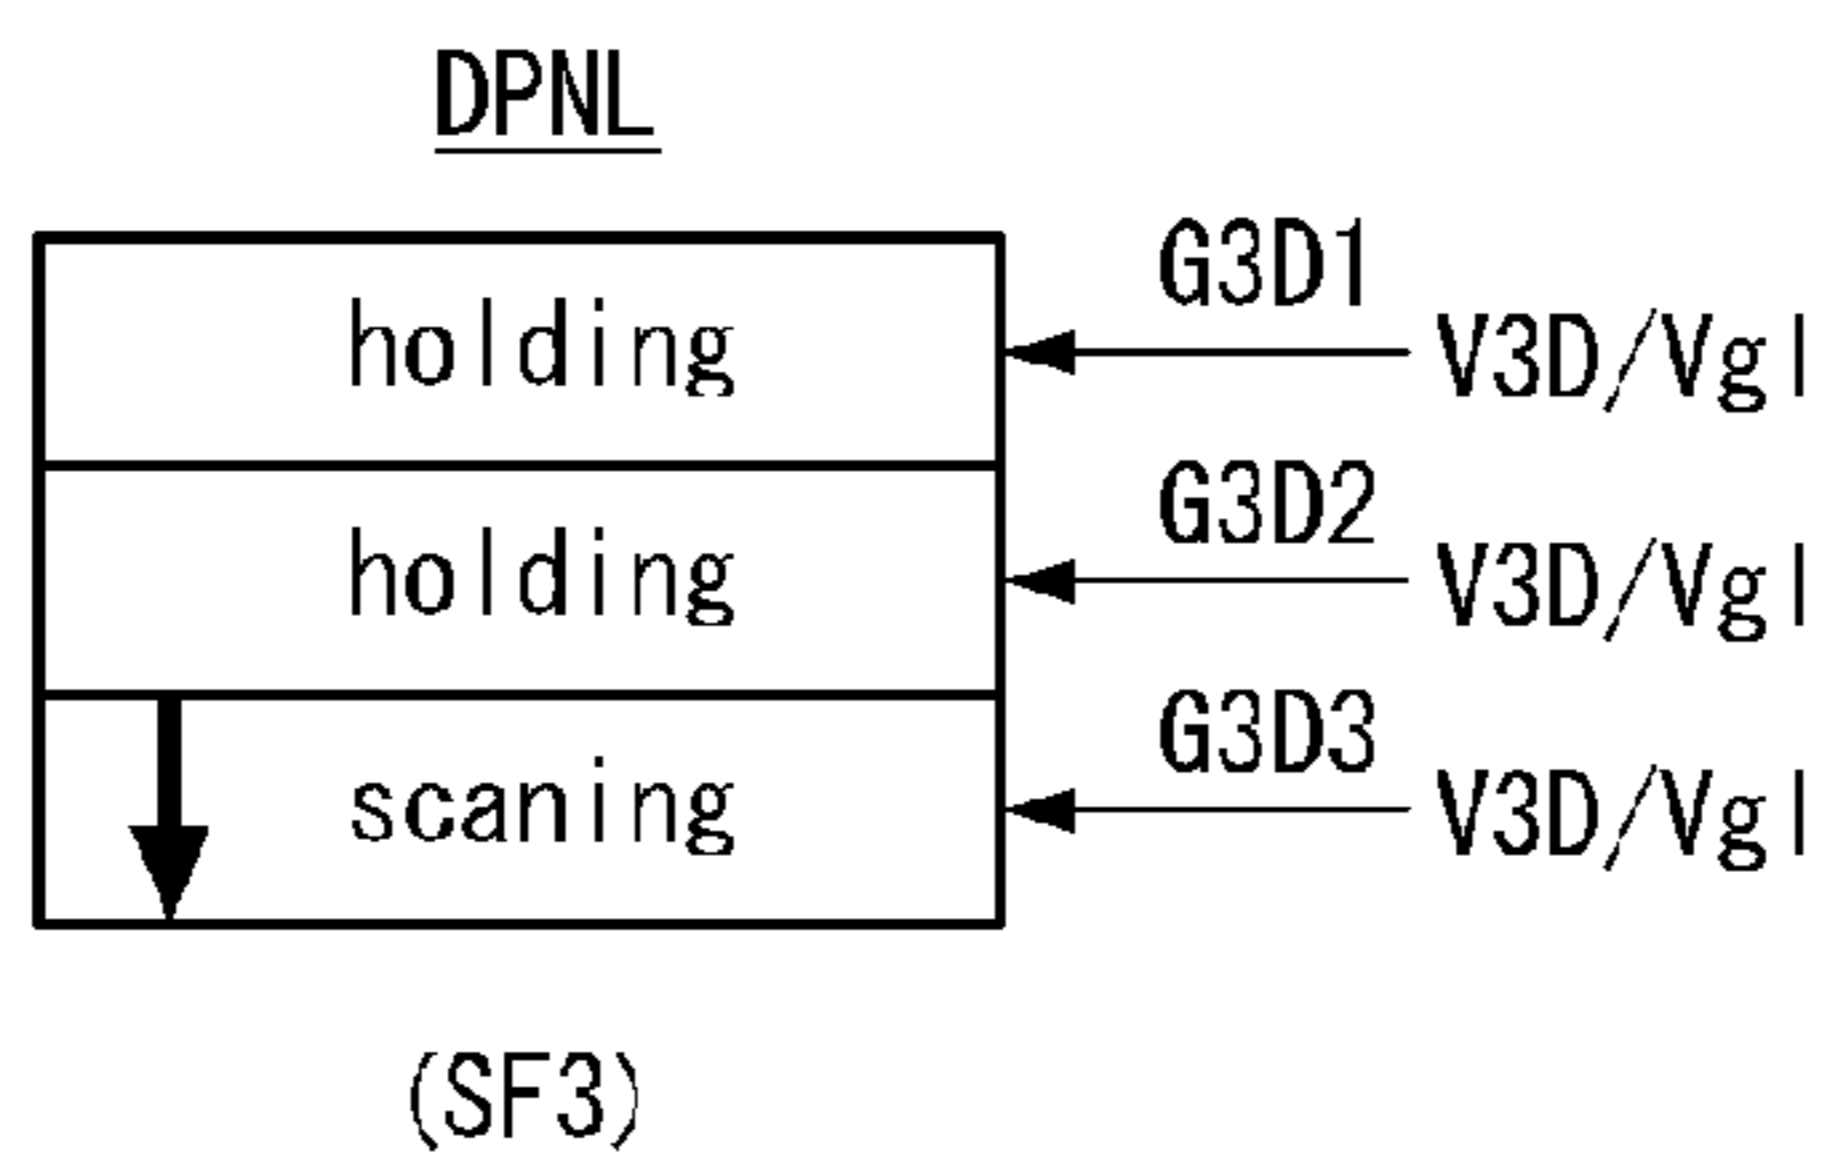 DPNL
holding
G3D1
V3D/Vgl
holding
G3D2
V3D/Vgl
scaning
G3D3
V3D/Vgl
(SF3)